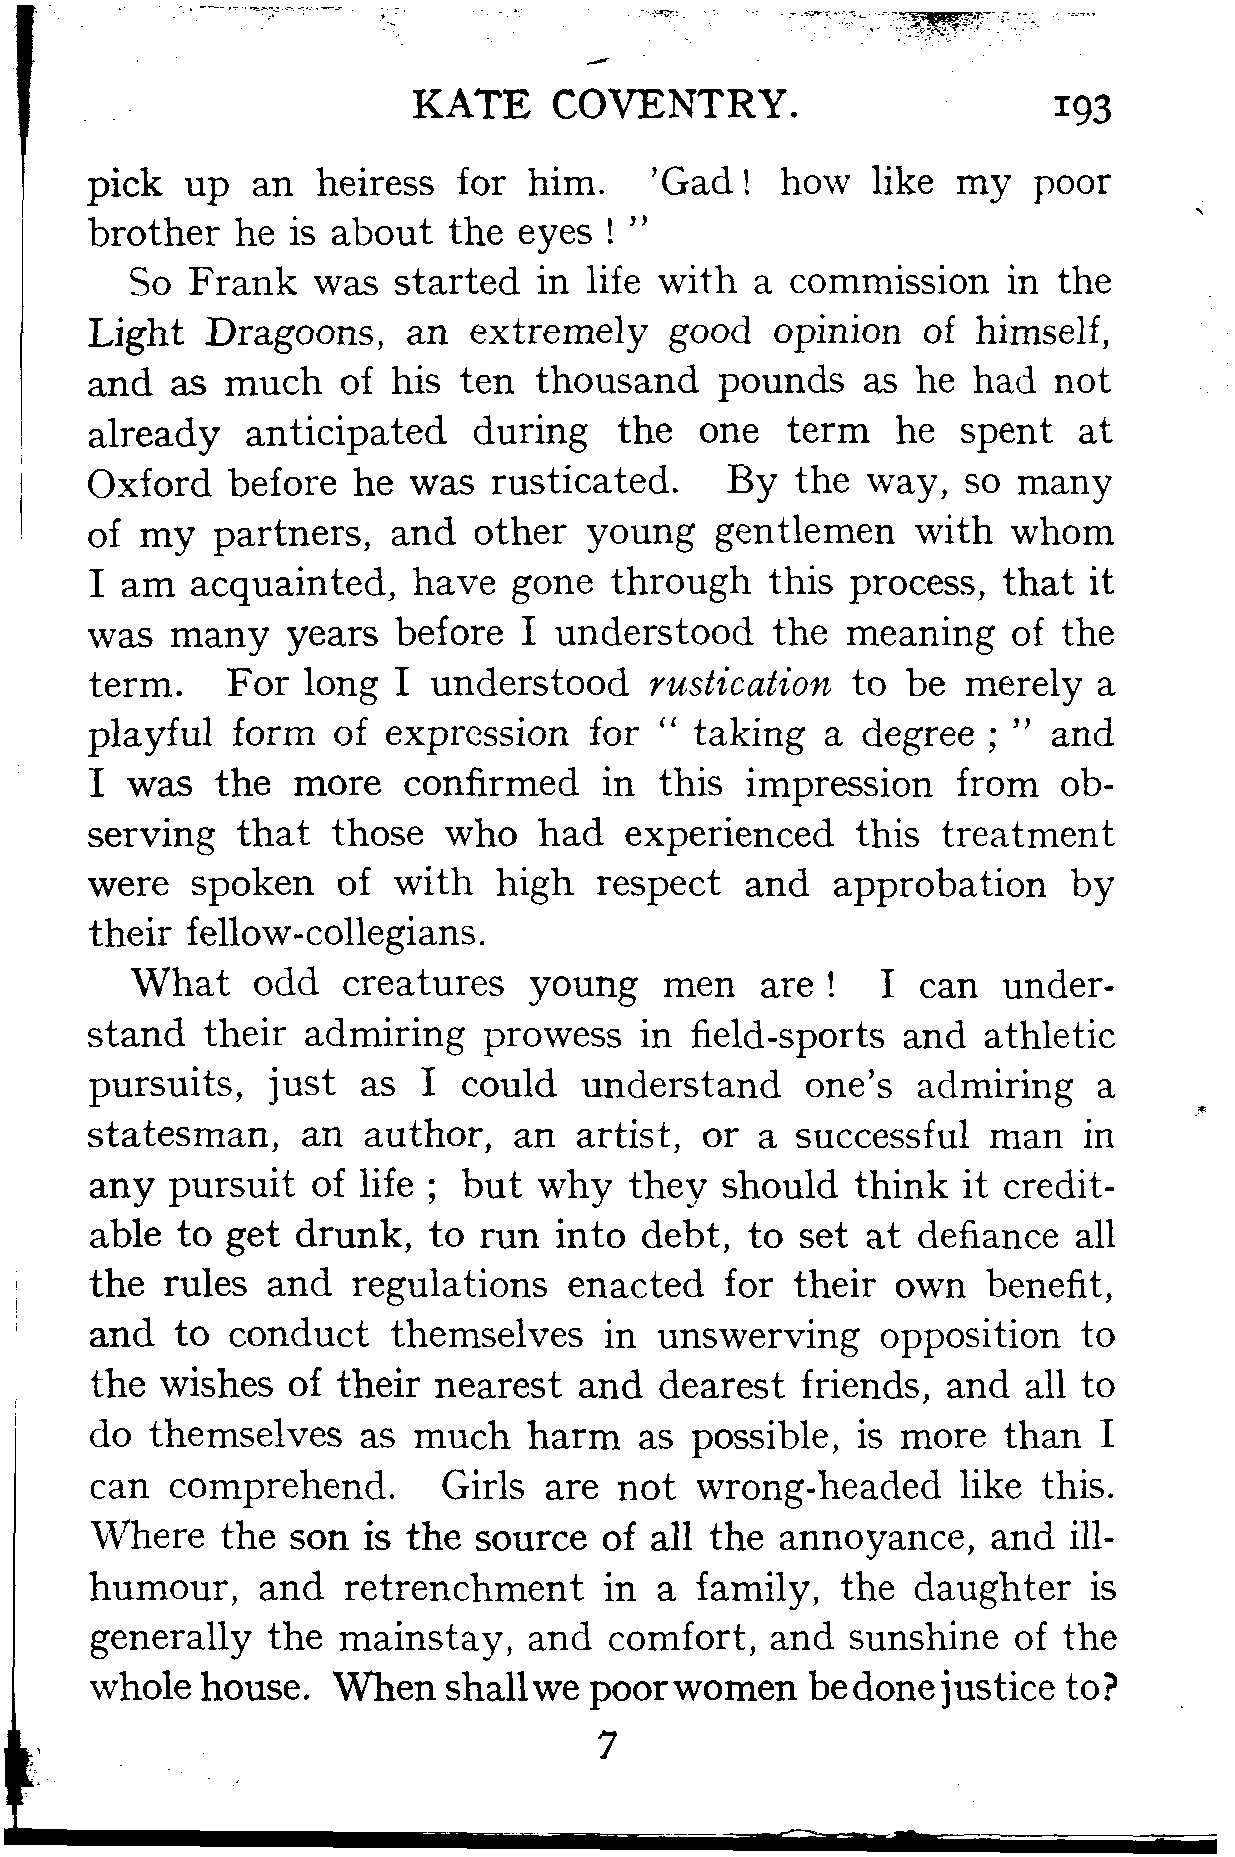 KATE COVENTRY. 193
pick up an heiress for him. 'Gad! how like my poor
brother he is about the eyes ! ”
So Frank was started in life with a commission in the
Light Dragoons, an extremely good opinion of himself,
and as much of his ten thousand pounds as he had not
already anticipated during the one term he spent at
Oxford before he was rusticated. By the way, so many
of my partners, and other young gentlemen with whom
I am acquainted, have gone through this process, that it
was many years before I understood the meaning of the
term. For long I understood rustication to be merely a
playful form of expression for “ taking a degree ; ” and
I was the more confirmed in this impression from ob-
serving that those who had experienced this treatment
were spoken of with high respect and approbation by
their fellow-collegians.
What odd creatures young men are ! I can under-
stand their admiring prowess in field-sports and athletic
pursuits, just as I could understand one's admiring a
statesman, an author, an artist, or a successful man in
any pursuit of life ; but why they should think it credit-
able to get drunk, to run into debt, to set at defiance all
the rules and regulations enacted for their own benefit,
and to conduct themselves in unswerving opposition to
the wishes of their nearest and dearest friends, and all to
do themselves as much harm as possible, is more than I
can comprehend. Girls are not wrong-headed like this.
Where the son is the source of all the annoyance, and ill-
humour, and retrenchment in a family, the daughter is
generally the mainstay, and comfort, and sunshine of the
whole house. When shall we poor women be done justice to?
7